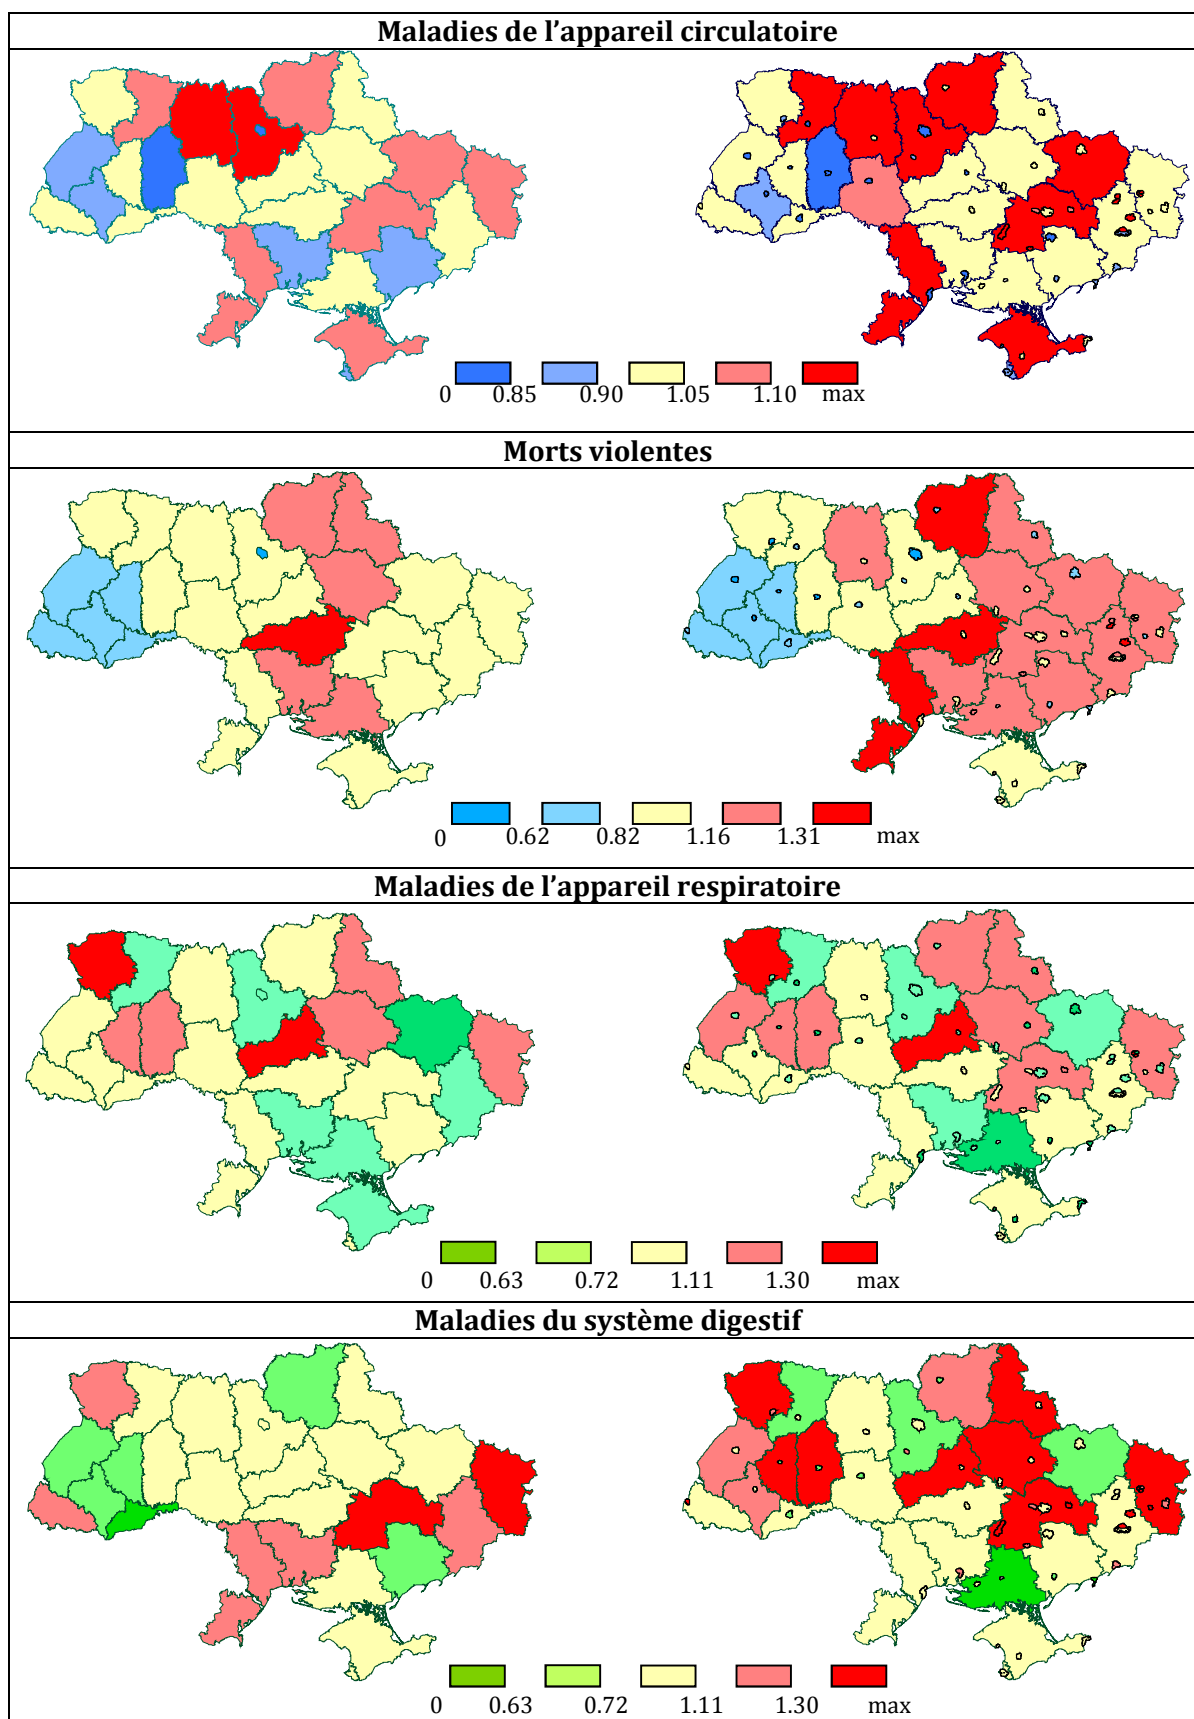 Maladies de l’appareil circulatoire
0 0.85 0.90 1.05 1.10 max
Morts violentes
0 0.62 0.82 1.16 1.31 max
Maladies de l’appareil respiratoire
0 0.63 0.72 1.11 1.30 max
Maladies du système digestif
0 0.63 0.72 1.11 1.30 max